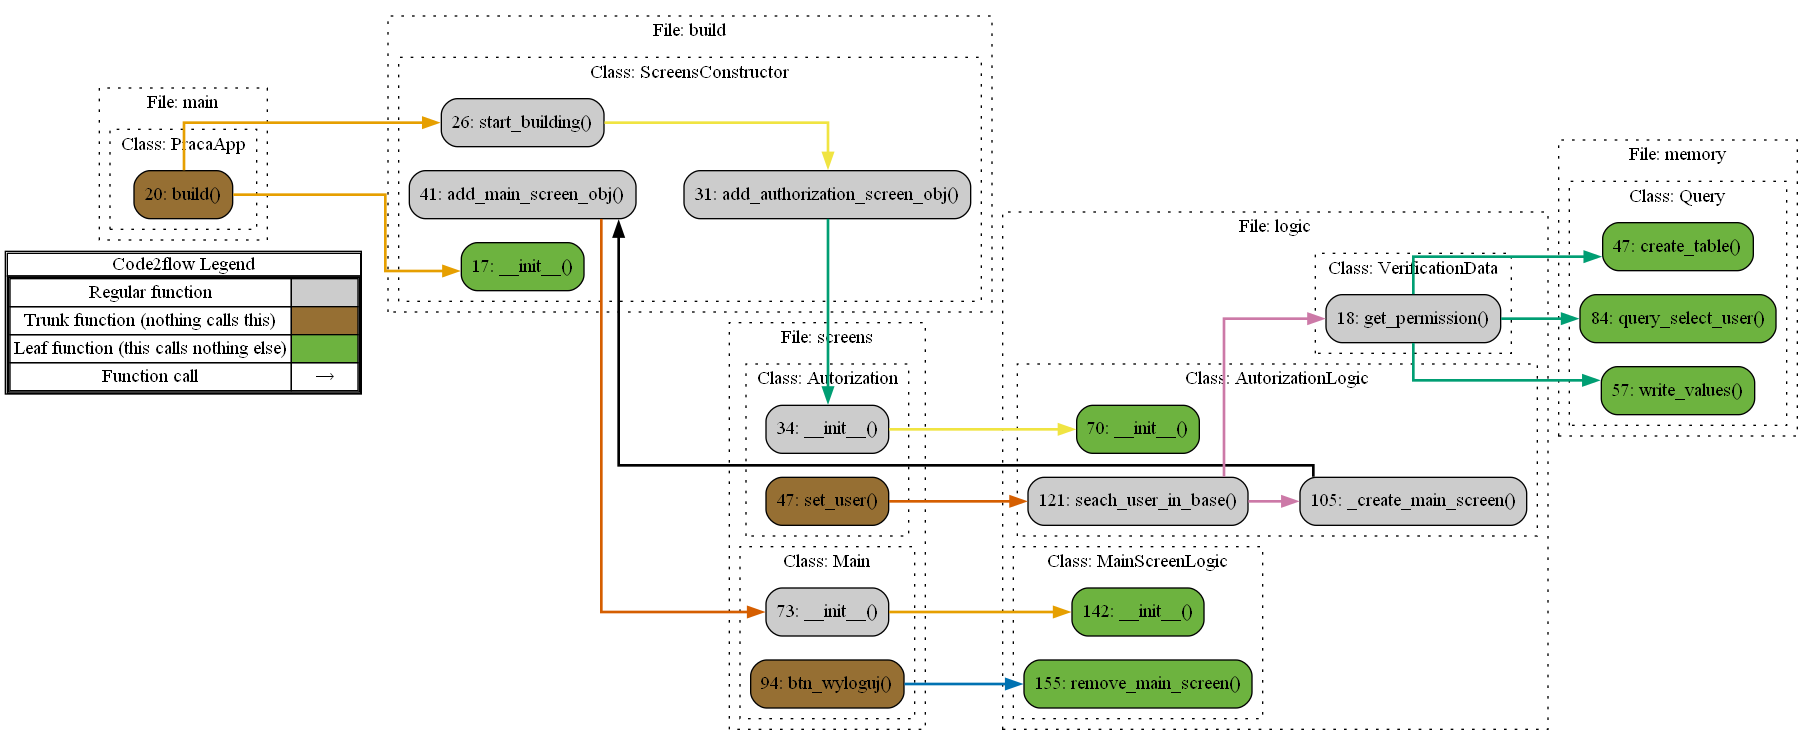 File: main
Class: PracaApp
20: build()
Code2flow Legend
Regular function
Trunk function (nothing calls this)
Leaf function (this calls nothing else)
Function call →
File: build
Class: ScreensConstructor
26: start_building()
41: add_main_screen_obj()
31: add_authorization_screen_obj()
17: __init__()
File: screens
Class: Autorization
34: __init__()
47: set_user()
Class: Main
73: __init__()
94: btn_wyloguj()
File: logic
Class: VerificationData
18: get_permission()
Class: AutorizationLogic
70: __init__()
121: seach_user_in_base()
105: _create_main_screen()
Class: MainScreenLogic
142: __init__()
155: remove_main_screen()
File: memory
Class: Query
47: create_table()
84: query_select_user()
57: write_values()